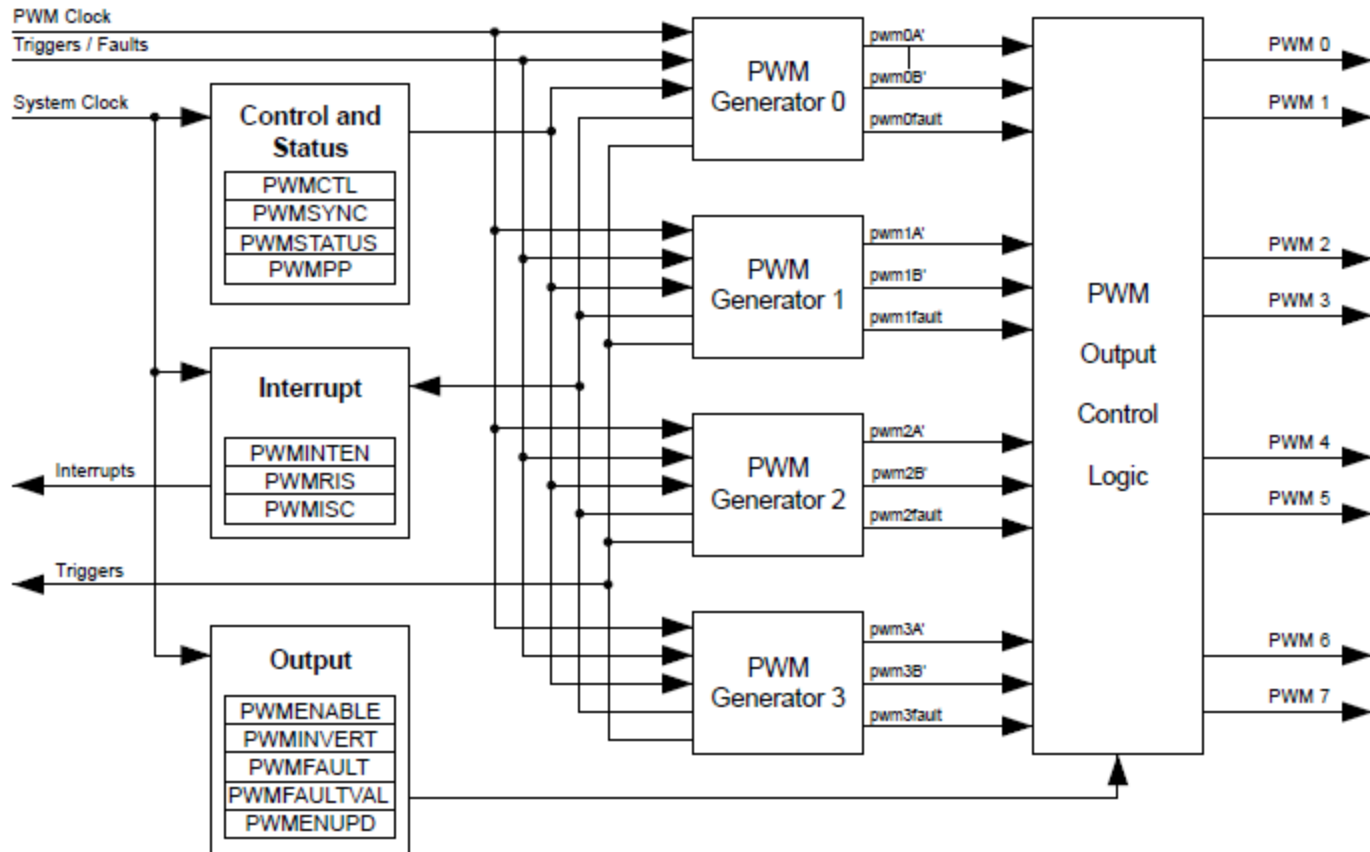 PWM Clock
Triggers / Faults
System Clock
Control and
Status
PWMCTL
PWMSYNC
PWMSTATUS
PWMPP
Interrupt
PWMINTEN
PWMRIS
PWMISC
Interrupts
Triggers
Output
PWMENABLE
PWMINVERT
PWMFAULT
PWMFAULTVAL
PWMENUPD
PWM
Generator 0
pwm0A'
pwm0B'
pwm0fault
PWM
Generator 1
pwm1A'
pwm1B'
pwm1fault
PWM
Generator 2
pwm2A'
pwm2B'
pwm2fault
PWM
Generator 3
pwm3A'
pwm3B'
pwm3fault
PWM
Output
Control
Logic
PWM 0
PWM 1
PWM 2
PWM 3
PWM 4
PWM 5
PWM 6
PWM 7